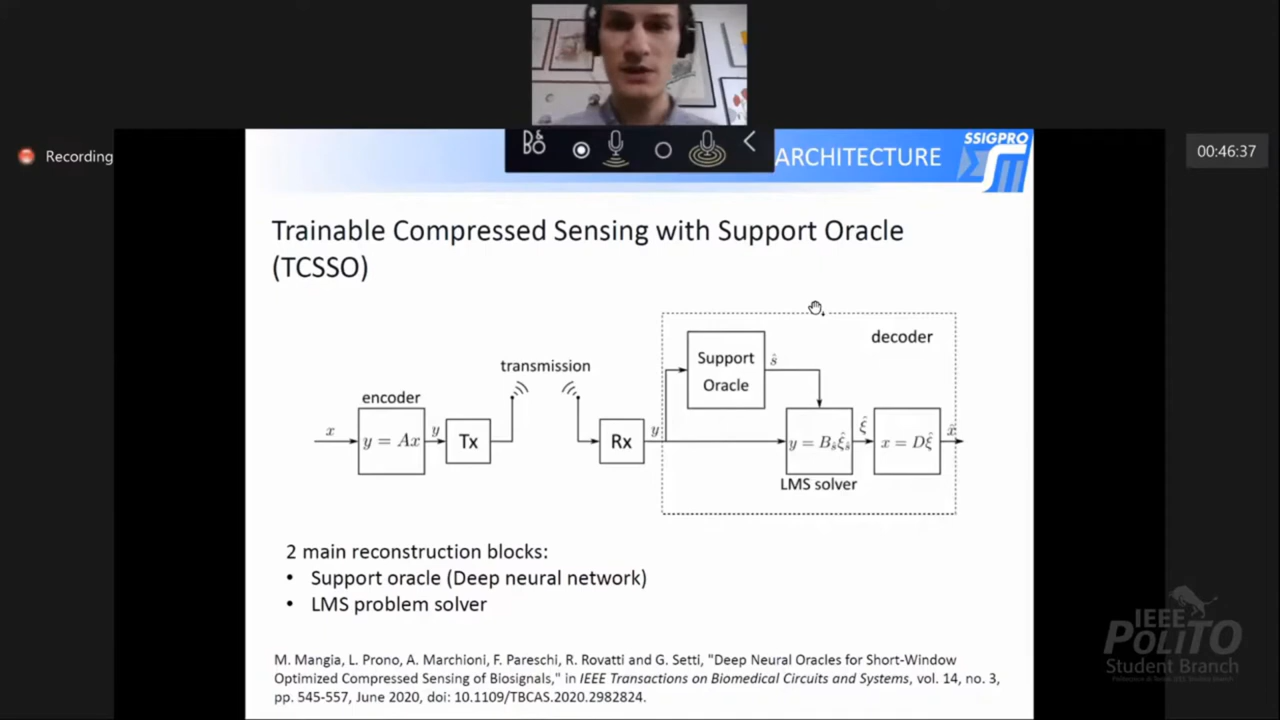 B&
O
Recording
ARCHITECTURE
SSIGPRO
00:46:37
Trainable Compressed Sensing with Support Oracle
(TCSSO)
decoder
Support
Oracle
ŝ
transmission
encoder
x
y = Ax
y
Tx
Rx
y
y = B_ŝ ξ̂_ŝ
ξ̂
x = Dξ̂
x̂
LMS solver
2 main reconstruction blocks:
• Support oracle (Deep neural network)
• LMS problem solver
M. Mangia, L. Prono, A. Marchioni, F. Pareschi, R. Rovatti and G. Setti, "Deep Neural Oracles for Short-Window
Optimized Compressed Sensing of Biosignals," in IEEE Transactions on Biomedical Circuits and Systems, vol. 14, no. 3,
pp. 545-557, June 2020, doi: 10.1109/TBCAS.2020.2982824.
IEEE
POLITO
Student Branch